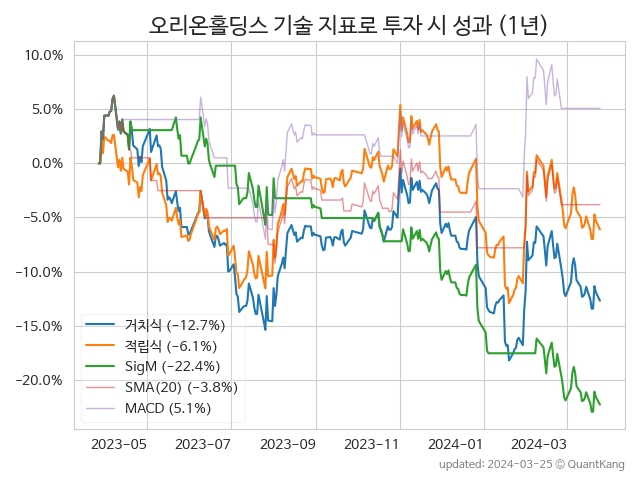 오리온홀딩스 기술 지표로 투자 시 성과 (1년)
10.0%
5.0%
0.0%
−5.0%
−10.0%
−15.0%
−20.0%
거치식 (−12.7%)
적립식 (−6.1%)
SigM (−22.4%)
SMA(20) (−3.8%)
MACD (5.1%)
2023-05 2023-07 2023-09 2023-11 2024-01 2024-03
updated: 2024-03-25 © QuantKang